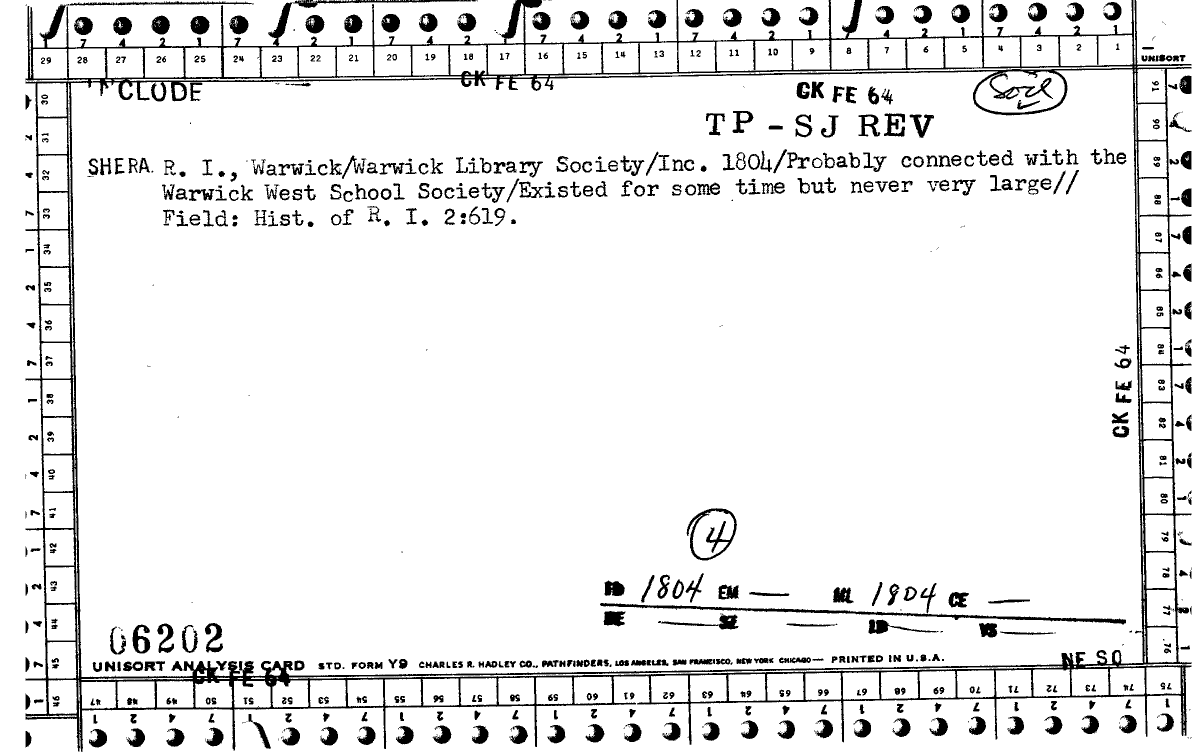 7 4 2 1 7 4 2 1 7 4 2 1 7 4 2 1 7 4 2 1 7 4 2 1 7 4 2 1
29 28 27 26 25 24 23 22 21 20 19 18 17 16 15 14 13 12 11 10 9 8 7 6 5 4 3 2 1
UNISORT
CLUDE CK FE 64 CK FE 64
TP - SJ REV
SHERA. R. I., Warwick/Warwick Library Society/Inc. 1804/Probably connected with the
Warwick West School Society/Existed for some time but never very large//
Field: Hist. of R. I. 2:619.
30 31 32 33 34 35 36 37 38 39 40 41 42 43 44 45 46
91 90 89 88 87 86 85 84 83 82 81 80 79 78 77 76
CK FE 64
4
1804 EM — ML 1804 CE —
SZ — — VS —
06202
UNISORT ANALYSIS CARD STD. FORM Y9 CHARLES R. HADLEY CO., PATHFINDERS, LOS ANGELES, SAN FRANCISCO, NEW YORK CHICAGO — PRINTED IN U.S.A.
CK FE 64 NE SO
47 48 49 50 51 52 53 54 55 56 57 58 59 60 61 62 63 64 65 66 67 68 69 70 71 72 73 74 75